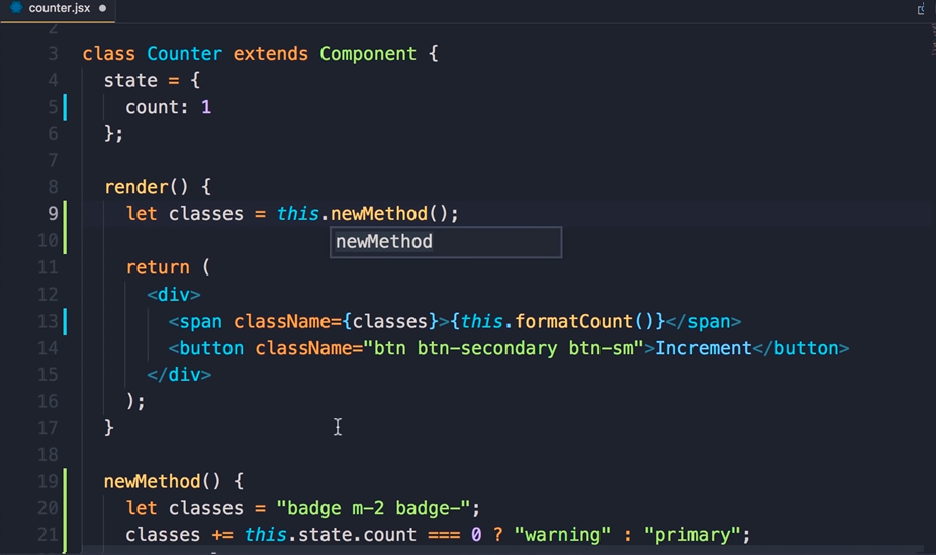 counter.jsx
2
3 class Counter extends Component {
4 state = {
5 count: 1
6 };
7
8 render() {
9 let classes = this.newMethod();
newMethod
10
11 return (
12 <div>
13 <span className={classes}>{this.formatCount()}</span>
14 <button className="btn btn-secondary btn-sm">Increment</button>
15 </div>
16 );
17 }
18
19 newMethod() {
20 let classes = "badge m-2 badge-";
21 classes += this.state.count === 0 ? "warning" : "primary";